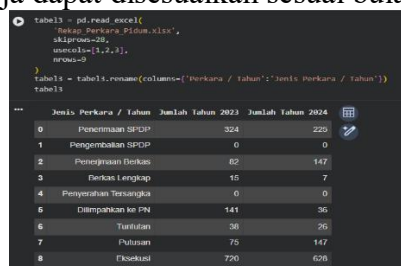 ja dapat disesuaikan sesuai bula
tabel3 = pd.read_excel(
'Rekap_Perkara_Pidum.xlsx',
skiprows=28,
usecols=[1,2,3],
nrows=9
)
tabel3 = tabel3.rename(columns={'Perkara / Tahun':'Jenis Perkara / Tahun'})
tabel3
Jenis Perkara / Tahun Jumlah Tahun 2023 Jumlah Tahun 2024
0 Penerimaan SPDP 324 225
1 Pengembalian SPDP 0 0
2 Penerimaan Berkas 82 147
3 Berkas Lengkap 15 7
4 Penyerahan Tersangka 0 0
5 Dilimpahkan ke PN 141 36
6 Tuntutan 38 26
7 Putusan 75 147
8 Eksekusi 720 628